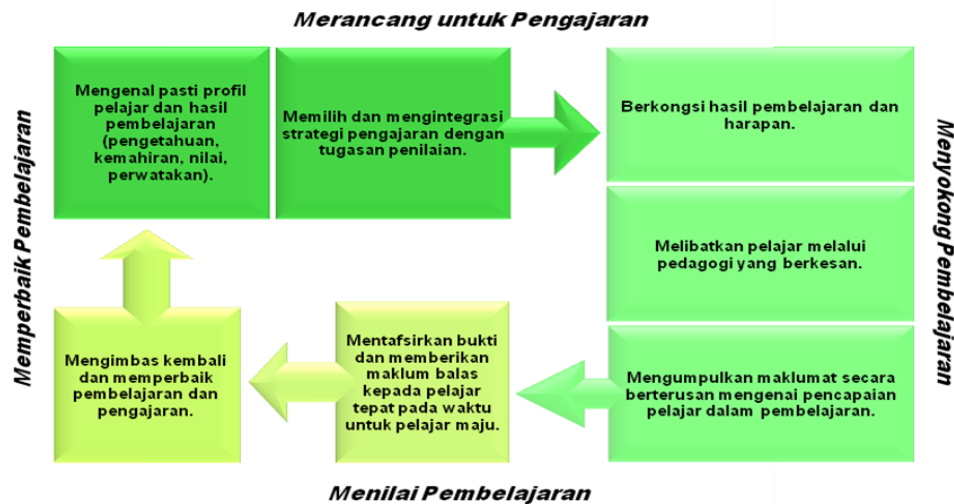 Merancang untuk Pengajaran
Mengenal pasti profil
pelajar dan hasil
pembelajaran
(pengetahuan,
kemahiran, nilai,
perwatakan).
Memilih dan mengintegrasi
strategi pengajaran dengan
tugasan penilaian.
Berkongsi hasil pembelajaran dan
harapan.
Melibatkan pelajar melalui
pedagogi yang berkesan.
Mengumpulkan maklumat secara
berterusan mengenai pencapaian
pelajar dalam pembelajaran.
Menyokong Pembelajaran
Mentafsirkan bukti
dan memberikan
maklum balas
kepada pelajar
tepat pada waktu
untuk pelajar maju.
Mengimbas kembali
dan memperbaik
pembelajaran dan
pengajaran.
Memperbaik Pembelajaran
Menilai Pembelajaran